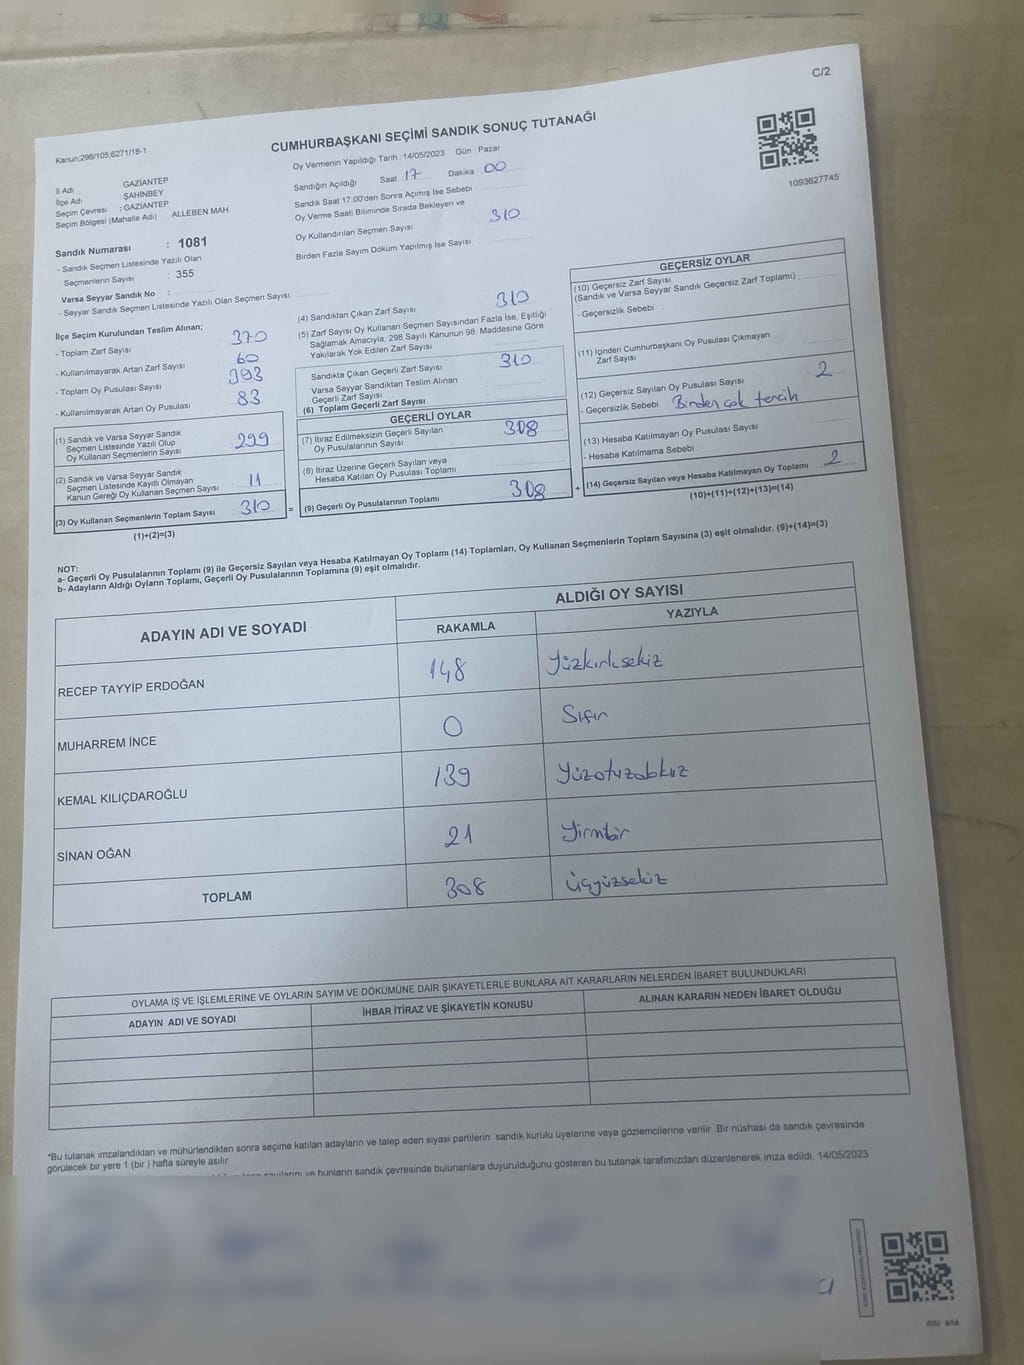 C/2
Kanun;298/105;6271/18-1
CUMHURBAŞKANI SEÇİMİ SANDIK SONUÇ TUTANAĞI
1093627745
İl Adı : GAZİANTEP
İlçe Adı : ŞAHİNBEY
Seçim Çevresi : GAZİANTEP
Seçim Bölgesi (Mahalle Adı) : ALLEBEN MAH.
Sandık Numarası : 1081
- Sandık Seçmen Listesinde Yazılı Olan
Seçmenlerin Sayısı : 355
Varsa Seyyar Sandık No :
- Seyyar Sandık Seçmen Listesinde Yazılı Olan Seçmen Sayısı:
Oy Vermenin Yapıldığı Tarih : 14/05/2023 Gün : Pazar
Sandığın Açıldığı Saat 17 Dakika 00
Sandık Saat 17:00'den Sonra Açımış İse Sebebi
Oy Verme Saati Bitiminde Sırada Bekleyen ve
Oy Kullandırılan Seçmen Sayısı 310
Birden Fazla Sayım Döküm Yapılmış İse Sayısı
İlçe Seçim Kurulundan Teslim Alınan;
- Toplam Zarf Sayısı 370
- Kullanılmayarak Artan Zarf Sayısı 60
- Toplam Oy Pusulası Sayısı 393
- Kullanılmayarak Artan Oy Pusulası 83
(1) Sandık ve Varsa Seyyar Sandık
Seçmen Listesinde Yazılı Olup
Oy Kullanan Seçmenlerin Sayısı 299
(2) Sandık ve Varsa Seyyar Sandık
Seçmen Listesinde Kayıtlı Olmayan
Kanun Gereği Oy Kullanan Seçmen Sayısı 11
(3) Oy Kullanan Seçmenlerin Toplam Sayısı 310 =
(1)+(2)=(3)
(4) Sandıktan Çıkan Zarf Sayısı 310
(5) Zarf Sayısı Oy Kullanan Seçmen Sayısından Fazla İse, Eşitliği
Sağlamak Amacıyla, 298 Sayılı Kanunun 98. Maddesine Göre
Yakılarak Yok Edilen Zarf Sayısı
Sandıkta Çıkan Geçerli Zarf Sayısı 310
Varsa Seyyar Sandıktan Teslim Alınan
Geçerli Zarf Sayısı
(6) Toplam Geçerli Zarf Sayısı
GEÇERLİ OYLAR
(7) İtiraz Edilmeksizin Geçerli Sayılan
Oy Pusulalarının Sayısı 308
(8) İtiraz Üzerine Geçerli Sayılan veya
Hesaba Katılan Oy Pusulası Toplamı
(9) Geçerli Oy Pusulalarının Toplamı 308 +
GEÇERSİZ OYLAR
(10) Geçersiz Zarf Sayısı
(Sandık ve Varsa Seyyar Sandık Geçersiz Zarf Toplamı) :
- Geçersizlik Sebebi :
(11) İçinden Cumhurbaşkanı Oy Pusulası Çıkmayan
Zarf Sayısı
(12) Geçersiz Sayılan Oy Pusulası Sayısı 2
- Geçersizlik Sebebi : Birden çok tercih
(13) Hesaba Katılmayan Oy Pusulası Sayısı
- Hesaba Katılmama Sebebi :
(14) Geçersiz Sayılan veya Hesaba Katılmayan Oy Toplamı 2
(10)+(11)+(12)+(13)=(14)
NOT:
a- Geçerli Oy Pusulalarının Toplamı (9) ile Geçersiz Sayılan veya Hesaba Katılmayan Oy Toplamı (14) Toplamları, Oy Kullanan Seçmenlerin Toplam Sayısına (3) eşit olmalıdır. (9)+(14)=(3)
b- Adayların Aldığı Oyların Toplamı, Geçerli Oy Pusulalarının Toplamına (9) eşit olmalıdır.
ADAYIN ADI VE SOYADI ALDIĞI OY SAYISI
RAKAMLA YAZIYLA
RECEP TAYYİP ERDOĞAN 148 Yüzkırksekiz
MUHARREM İNCE 0 Sıfır
KEMAL KILIÇDAROĞLU 139 Yüzotuzdokuz
SİNAN OĞAN 21 Yirmibir
TOPLAM 308 Üçyüzsekiz
OYLAMA İŞ VE İŞLEMLERİNE VE OYLARIN SAYIM VE DÖKÜMÜNE DAİR ŞİKAYETLERLE BUNLARA AİT KARARLARIN NELERDEN İBARET BULUNDUKLARI
ADAYIN ADI VE SOYADI İHBAR İTİRAZ VE ŞİKAYETİN KONUSU ALINAN KARARIN NEDEN İBARET OLDUĞU
*Bu tutanak imzalandıktan ve mühürlendikten sonra seçime katılan adayların ve talep eden siyasi partilerin sandık kurulu üyelerine veya gözlemcilerine verilir. Bir nüshası da sandık çevresinde
görülecek bir yere 1 (bir ) hafta süreyle asılır.
ve bunların sandık çevresinde bulunanlara duyurulduğunu gösteren bu tutanak tarafımızdan düzenlenerek imza edildi. 14/05/2023